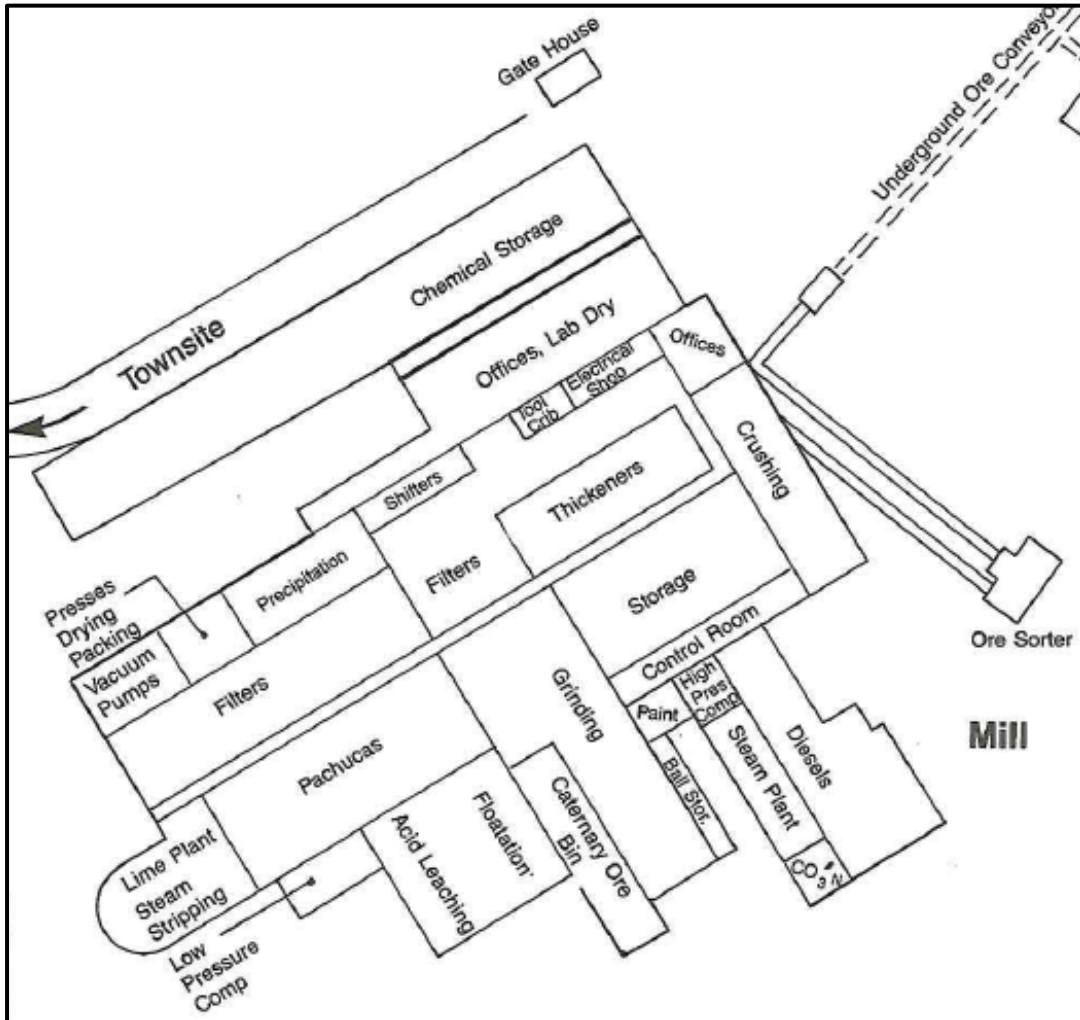 Gate House
Underground Ore Conveyor
Chemical Storage
Townsite
Offices, Lab Dry
Offices
Electrical
Shop
Tool
Crib
Crushing
Shifters
Thickeners
Precipitation
Filters
Storage
Presses
Drying
Packing
Vacuum
Pumps
Filters
Control Room
Ore Sorter
Grinding
Paint
High
Pres
Comp
Mill
Diesels
Steam Plant
Ball Stor.
Pachucas
Floatation'
Acid Leaching
Caternary Ore
Bin
Lime Plant
Steam
Stripping
Low
Pressure
Comp